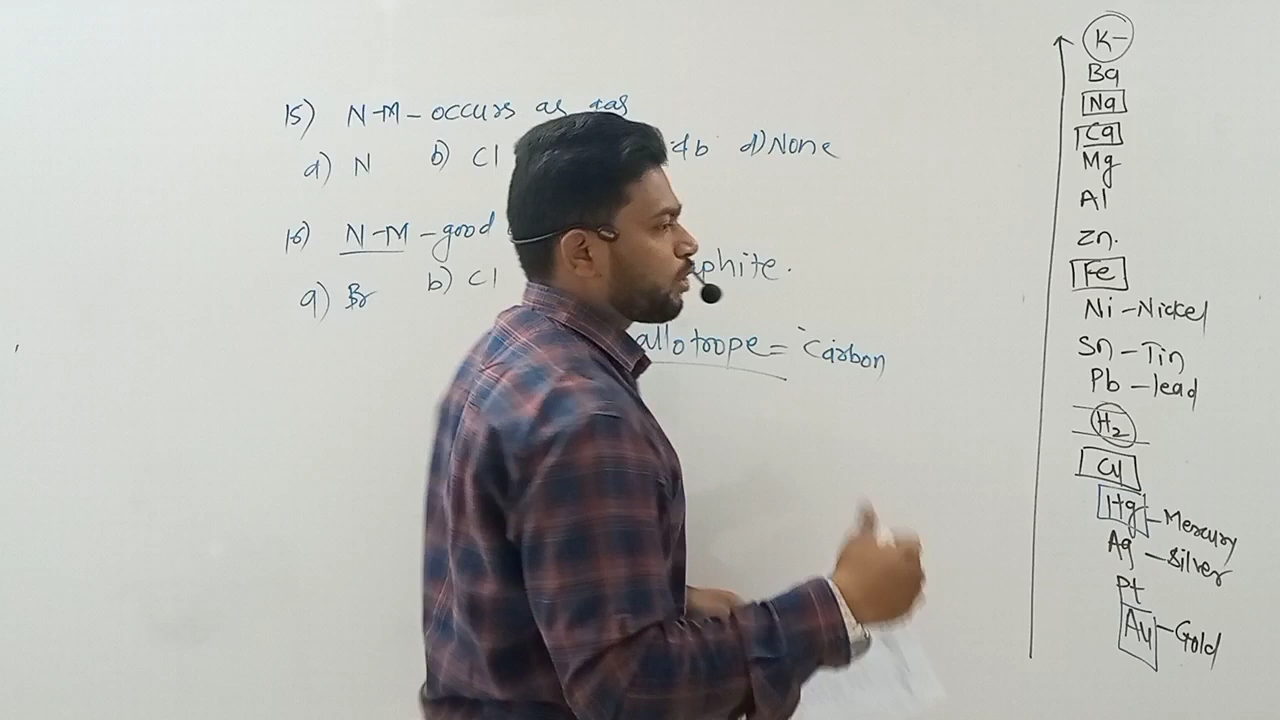 15) N-M - occurs as gas
a) N b) Cl &b d) None
16) N-M - good
a) Br b) Cl phite.
allotrope = carbon
K
Ba
Na
Ca
Mg
Al
Zn.
Fe
Ni - Nickel
Sn - Tin
Pb - lead
H2
Cu
Hg - Mercury
Ag - Silver
Pt
Au - Gold